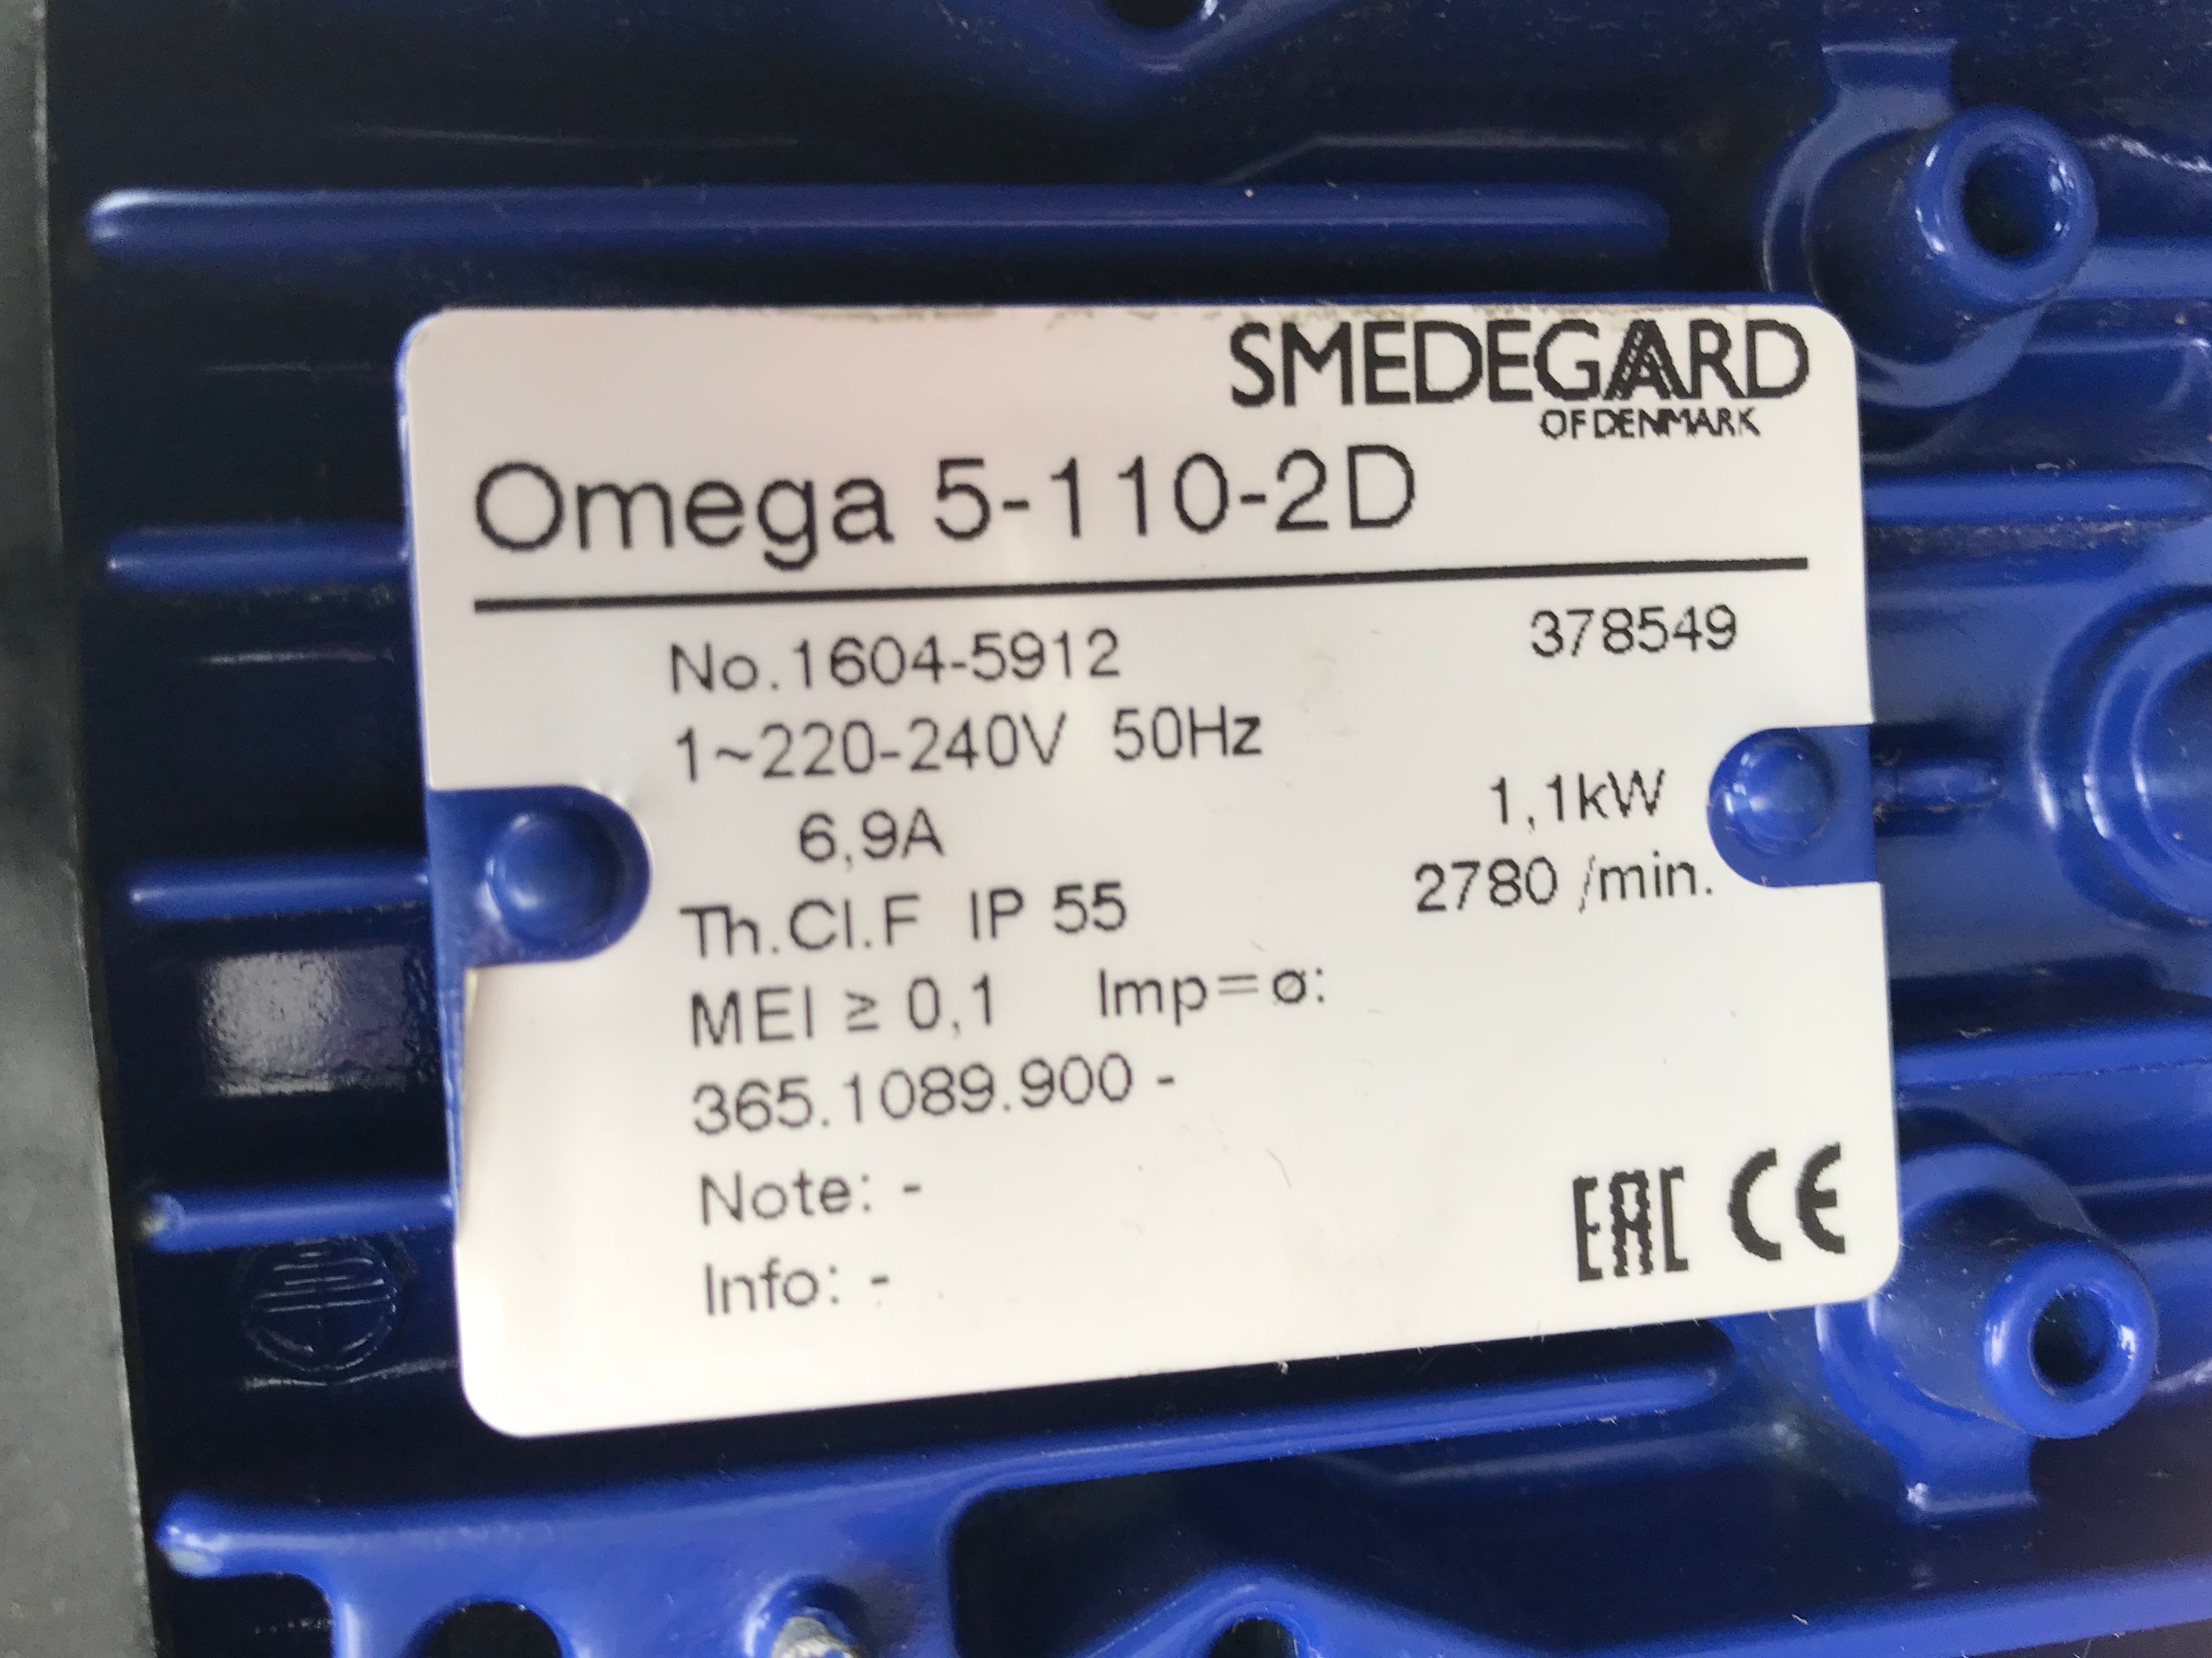 SMEDEGAARD
OF DENMARK
Omega 5-110-2D
No.1604-5912 378549
1~220-240V 50Hz
6,9A 1,1kW
Th.Cl.F IP 55 2780 /min.
MEI ≥ 0,1 Imp=ø:
365.1089.900 -
Note: -
Info: -
EAC CE